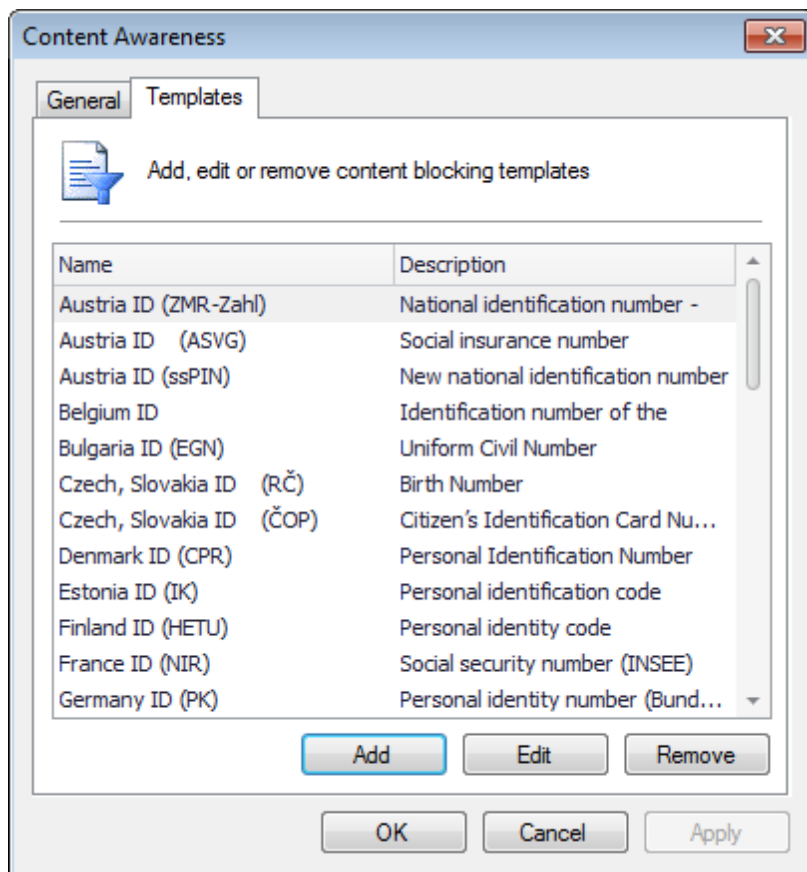 Content Awareness
General Templates
Add, edit or remove content blocking templates
Name Description
Austria ID (ZMR-Zahl) National identification number -
Austria ID (ASVG) Social insurance number
Austria ID (ssPIN) New national identification number
Belgium ID Identification number of the
Bulgaria ID (EGN) Uniform Civil Number
Czech, Slovakia ID (RČ) Birth Number
Czech, Slovakia ID (ČOP) Citizen's Identification Card Nu...
Denmark ID (CPR) Personal Identification Number
Estonia ID (IK) Personal identification code
Finland ID (HETU) Personal identity code
France ID (NIR) Social security number (INSEE)
Germany ID (PK) Personal identity number (Bund...
Add Edit Remove
OK Cancel Apply